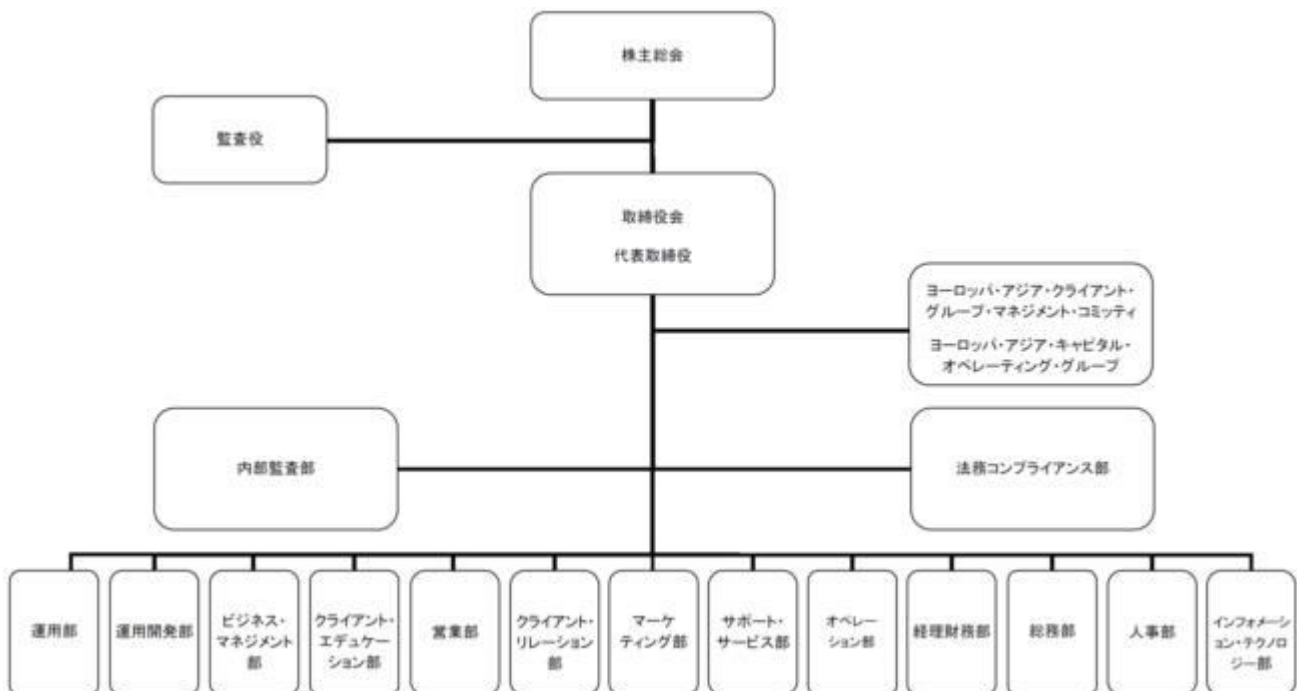 株主総会
監査役
取締役会
代表取締役
ヨーロッパ・アジア・クライアント・
グループ・マネジメント・コミッティ
ヨーロッパ・アジア・キャピタル・
オペレーティング・グループ
内部監査部
法務コンプライアンス部
運用部
運用開発部
ビジネス・
マネジメント
部
クライアント・
エデュケー
ション部
営業部
クライアント・
リレーション
部
マーケ
ティング部
サポート・
サービス部
オペレー
ション部
経理財務部
総務部
人事部
インフォメーシ
ョン・テクノロ
ジー部